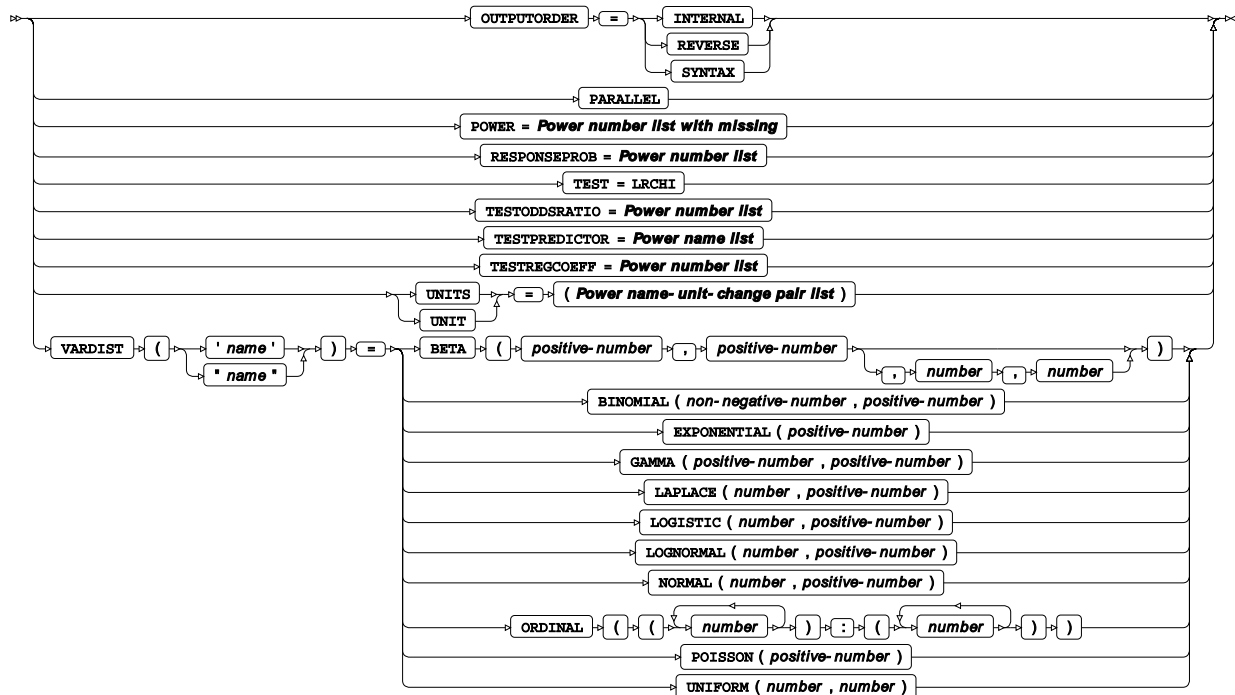 OUTPUTORDER = INTERNAL
REVERSE
SYNTAX
PARALLEL
POWER = Power number list with missing
RESPONSEPROB = Power number list
TEST = LRCHI
TESTODDSRATIO = Power number list
TESTPREDICTOR = Power name list
TESTREGCOEFF = Power number list
UNITS = ( Power name- unit- change pair list )
UNIT
VARDIST ( ' name ' ) = BETA ( positive- number , positive- number )
" name " , number , number
BINOMIAL ( non- negative- number , positive- number )
EXPONENTIAL ( positive- number )
GAMMA ( positive- number , positive- number )
LAPLACE ( number , positive- number )
LOGISTIC ( number , positive- number )
LOGNORMAL ( number , positive- number )
NORMAL ( number , positive- number )
ORDINAL ( ( number ) : ( number ) )
POISSON ( positive- number )
UNIFORM ( number , number )